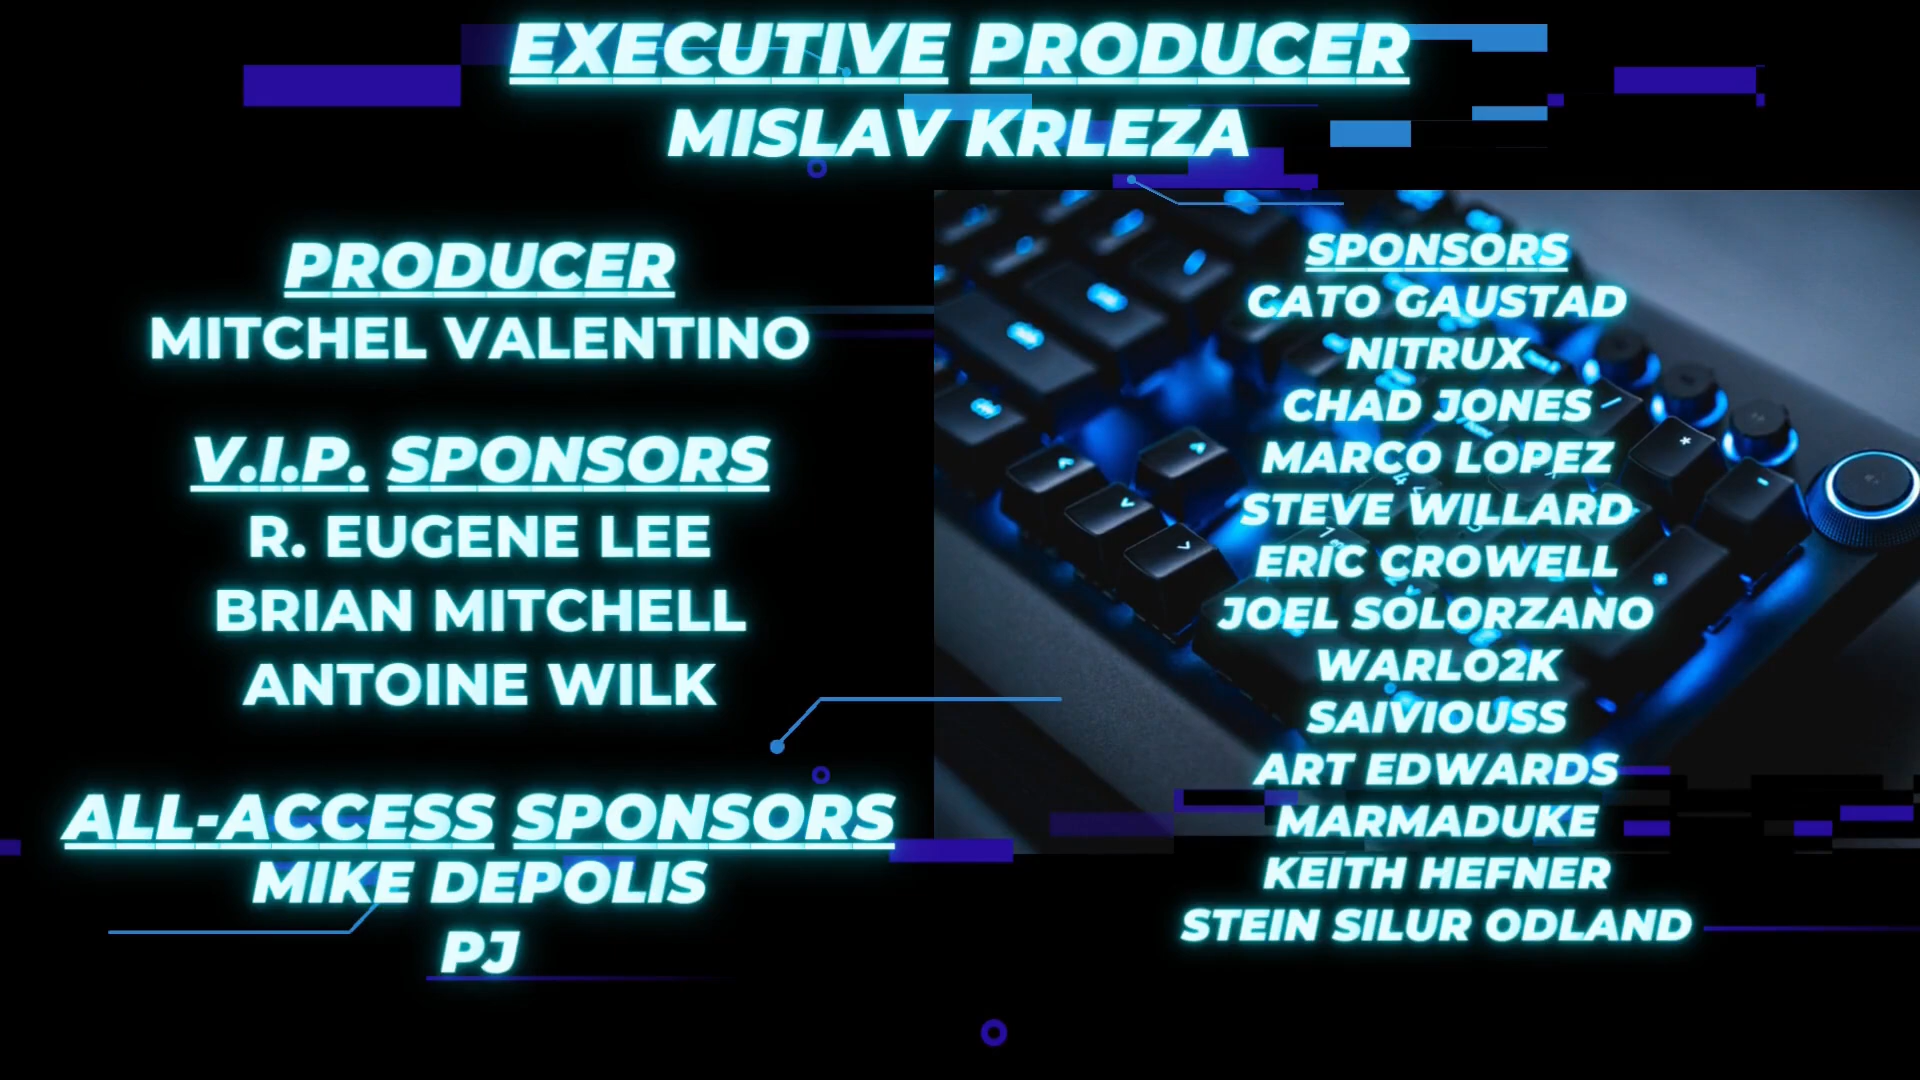 EXECUTIVE PRODUCER
MISLAV KRLEZA
PRODUCER
MITCHEL VALENTINO
V.I.P. SPONSORS
R. EUGENE LEE
BRIAN MITCHELL
ANTOINE WILK
ALL-ACCESS SPONSORS
MIKE DEPOLIS
PJ
SPONSORS
CATO GAUSTAD
NITRUX
CHAD JONES
MARCO LOPEZ
STEVE WILLARD
ERIC CROWELL
JOEL SOLORZANO
WARLO2K
SAIVIOUSS
ART EDWARDS
MARMADUKE
KEITH HEFNER
STEIN SILUR ODLAND